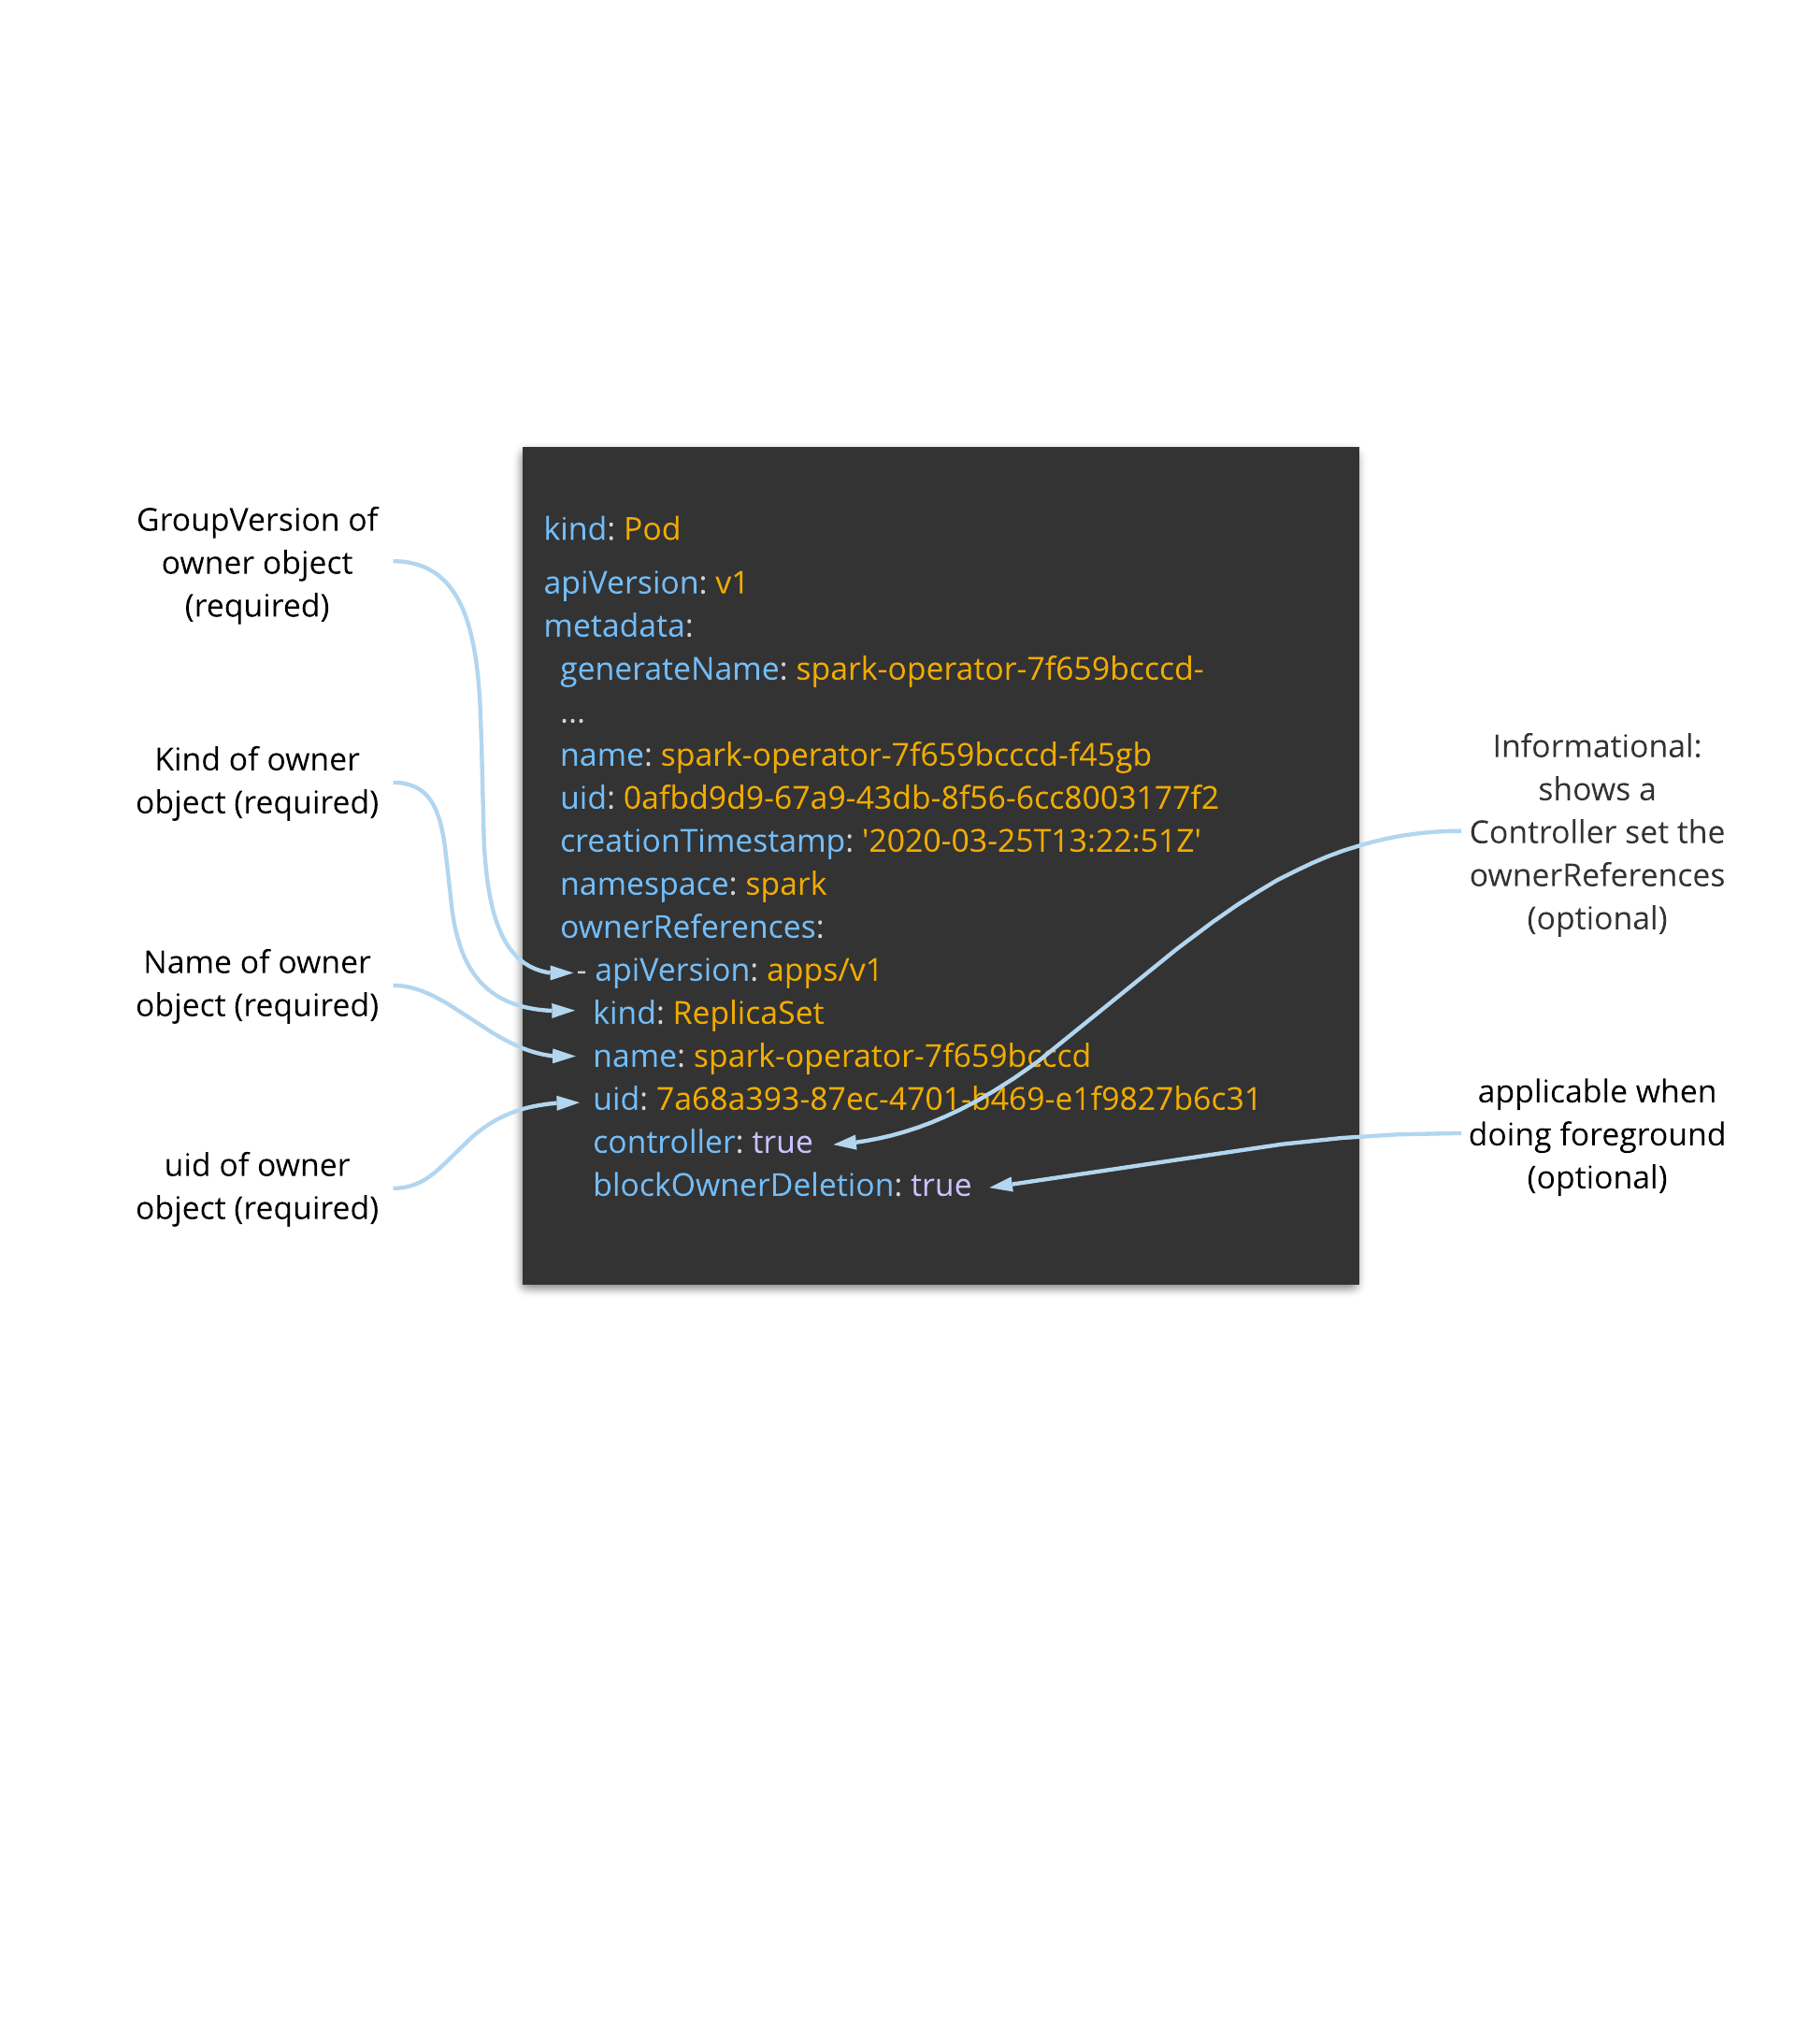 GroupVersion of
owner object
(required)
Kind of owner
object (required)
Name of owner
object (required)
uid of owner
object (required)
kind: Pod
apiVersion: v1
metadata:
generateName: spark-operator-7f659bcccd-
...
name: spark-operator-7f659bcccd-f45gb
uid: 0afbd9d9-67a9-43db-8f56-6cc8003177f2
creationTimestamp: '2020-03-25T13:22:51Z'
namespace: spark
ownerReferences:
- apiVersion: apps/v1
kind: ReplicaSet
name: spark-operator-7f659bcccd
uid: 7a68a393-87ec-4701-b469-e1f9827b6c31
controller: true
blockOwnerDeletion: true
Informational:
shows a
Controller set the
ownerReferences
(optional)
applicable when
doing foreground
(optional)